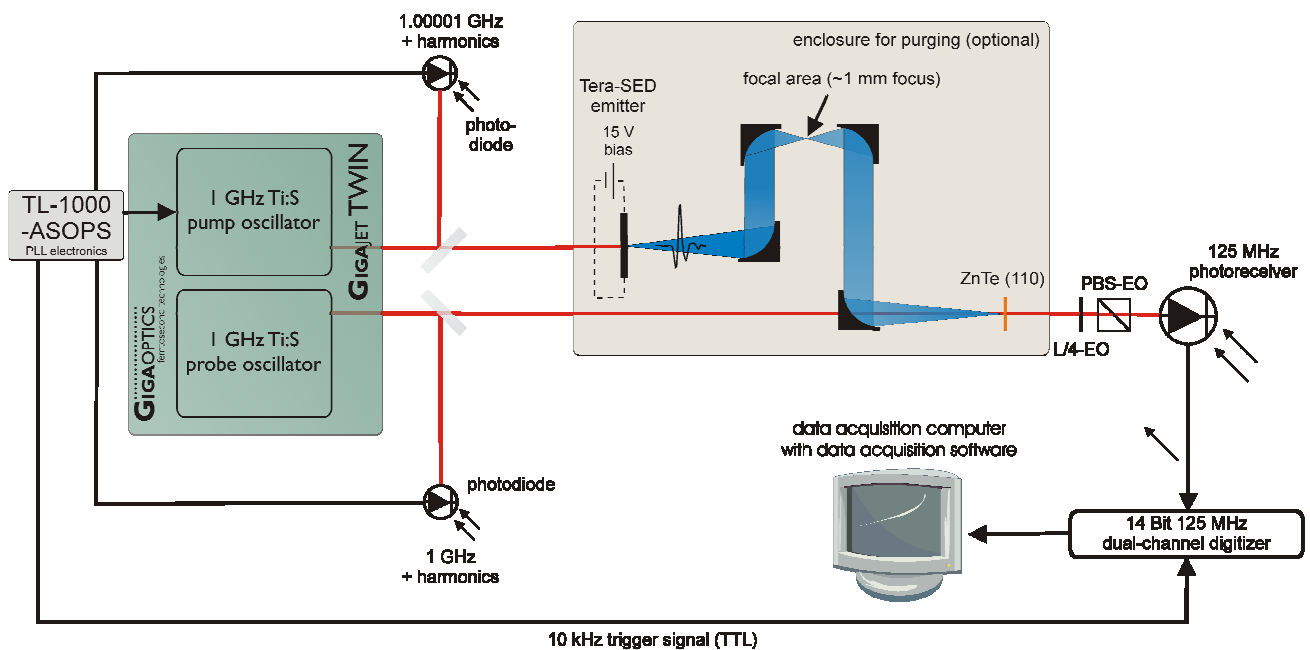 1.00001 GHz
+ harmonics
photo-
diode
enclosure for purging (optional)
focal area (~1 mm focus)
Tera-SED
emitter
15 V
bias
TL-1000
-ASOPS
PLL electronics
1 GHz Ti:S
pump oscillator
GIGAJET TWIN
1 GHz Ti:S
probe oscillator
GIGAOPTICS
femtosecond technologies
ZnTe (110)
PBS-EO
L/4-EO
125 MHz
photoreceiver
photodiode
1 GHz
+ harmonics
data acquisition computer
with data acquisition software
14 Bit 125 MHz
dual-channel digitizer
10 kHz trigger signal (TTL)